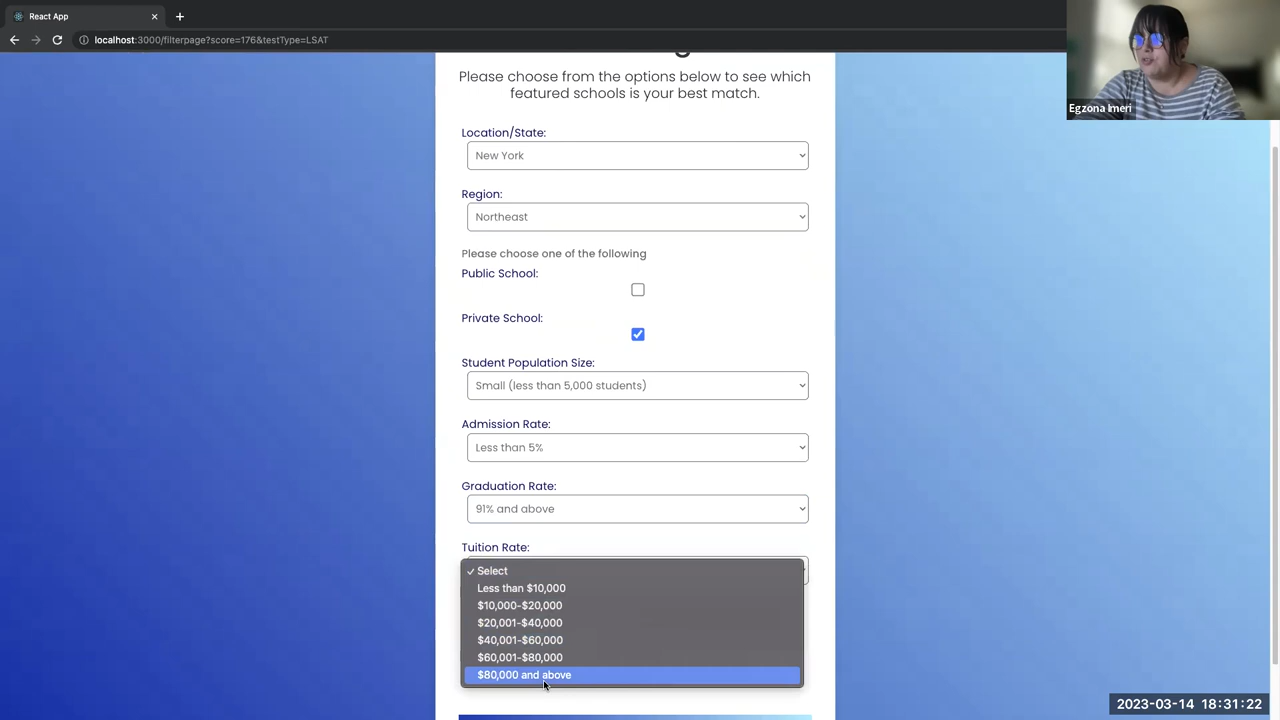 React App
localhost:3000/filterpage?score=176&testType=LSAT
Egzona Imeri
Please choose from the options below to see which
featured schools is your best match.
Location/State:
New York
Region:
Northeast
Please choose one of the following
Public School:
Private School:
Student Population Size:
Small (less than 5,000 students)
Admission Rate:
Less than 5%
Graduation Rate:
91% and above
Tuition Rate:
Select
Less than $10,000
$10,000-$20,000
$20,001-$40,000
$40,001-$60,000
$60,001-$80,000
$80,000 and above
2023-03-14 18:31:22